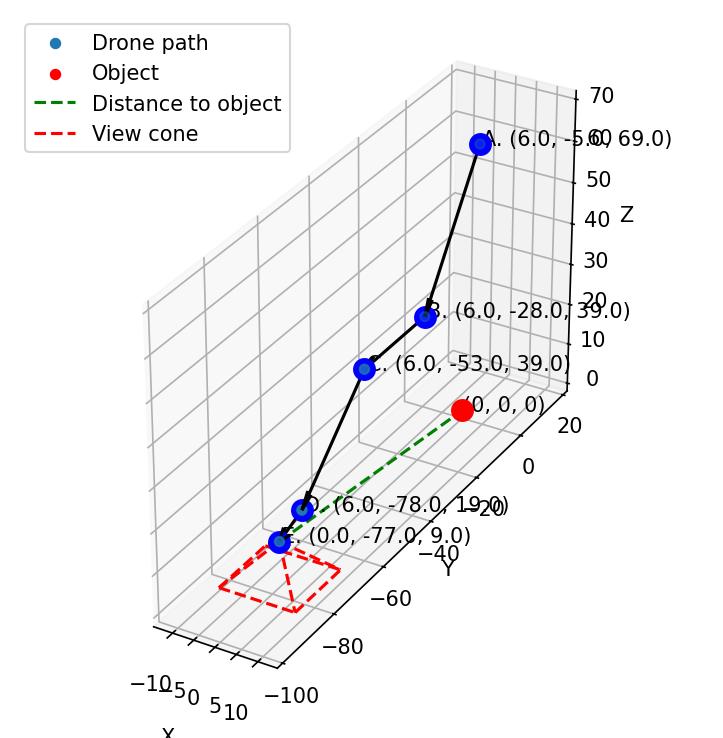 Drone path
Object
Distance to object
View cone
70
A. (6.0, -5.0, 69.0)
60
50
Z
40
30
20
B. (6.0, -28.0, 39.0)
10
C. (6.0, -53.0, 39.0)
0
(0, 0, 0)
20
0
D. (6.0, -78.0, 19.0)
−20
E. (0.0, -77.0, 9.0)
−40
Y
−60
−80
−10
−5
0
5
10
−100
X